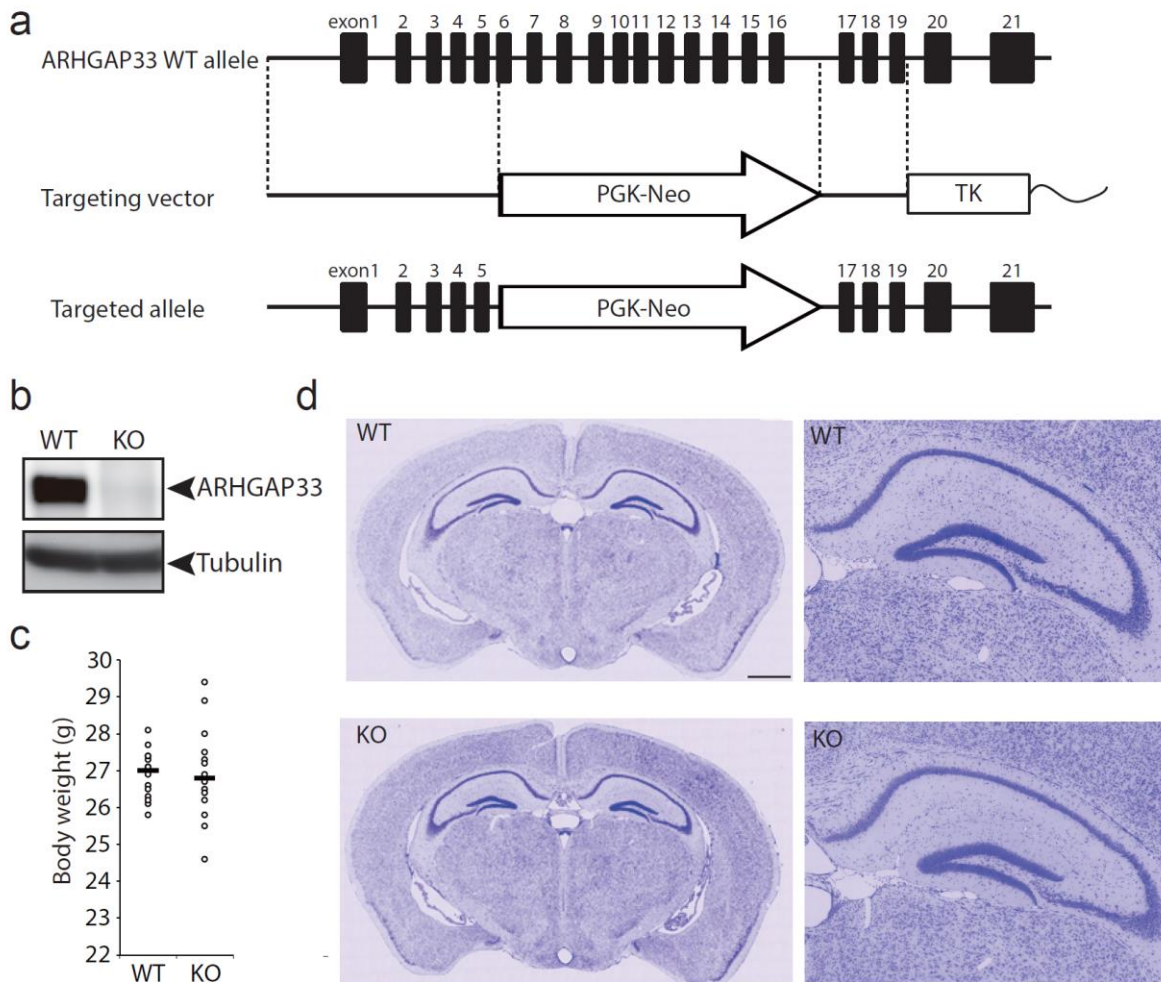 a
exon1 2 3 4 5 6 7 8 9 10 11 12 13 14 15 16 17 18 19 20 21
ARHGAP33 WT allele
Targeting vector PGK-Neo TK
exon1 2 3 4 5 17 18 19 20 21
Targeted allele PGK-Neo
b
WT KO
ARHGAP33
Tubulin
c
30
29
28
27
26
25
24
23
22
Body weight (g)
WT KO
d
WT WT
KO KO